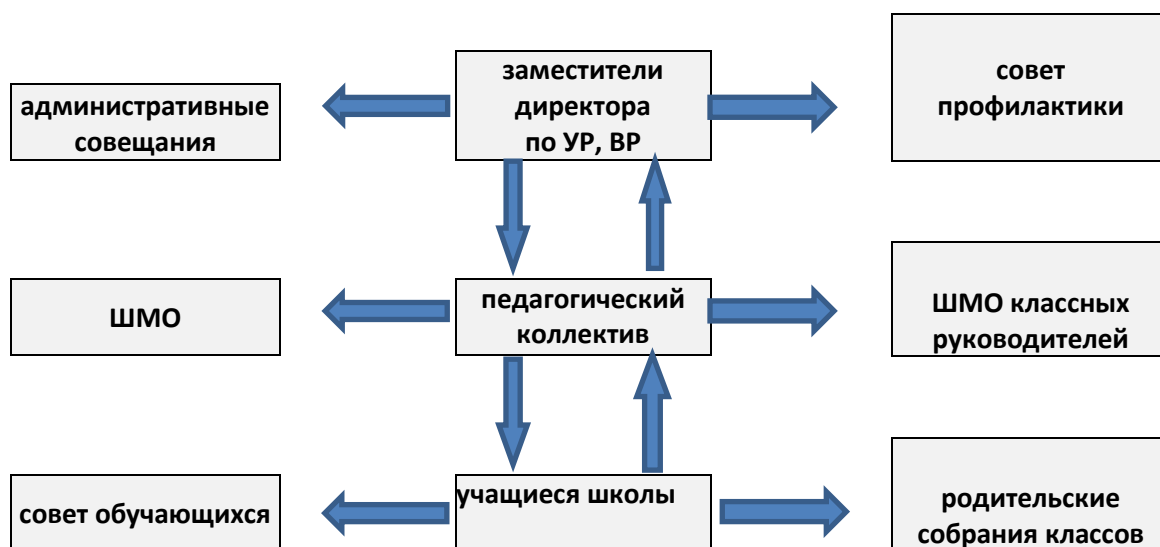 административные
совещания
заместители
директора
по УР, ВР
совет
профилактики
ШМО
педагогический
коллектив
ШМО классных
руководителей
совет обучающихся
учащиеся школы
родительские
собрания классов